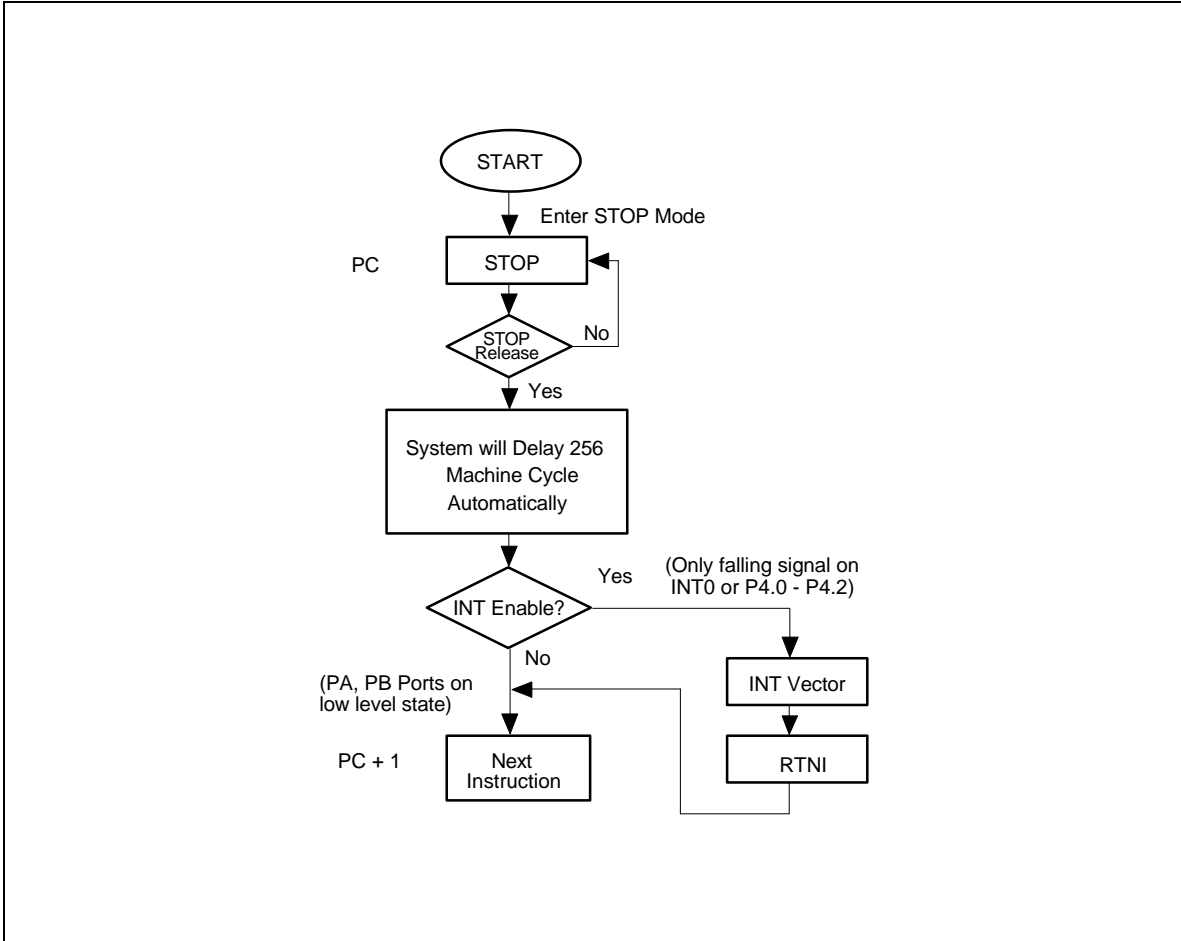 START
Enter STOP Mode
PC
STOP
STOP
Release
No
Yes
System will Delay 256
Machine Cycle
Automatically
INT Enable?
Yes
(Only falling signal on
INT0 or P4.0 - P4.2)
No
(PA, PB Ports on
low level state)
INT Vector
PC + 1
Next
Instruction
RTNI